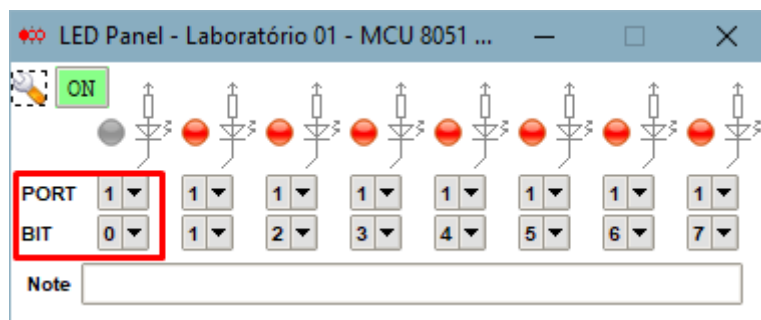 LED Panel - Laboratório 01 - MCU 8051 ...
ON
PORT 1 1 1 1 1 1 1 1
BIT 0 1 2 3 4 5 6 7
Note